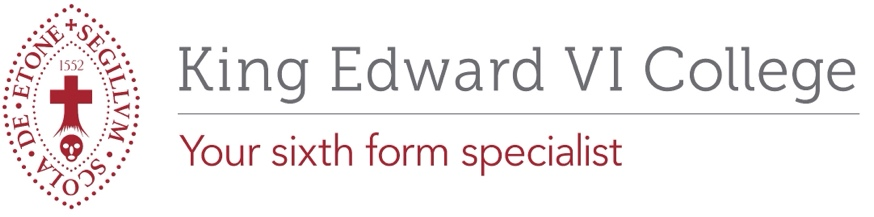 +SEGILLVM · SCOLA · DE · ETONE
1552
King Edward VI College
Your sixth form specialist